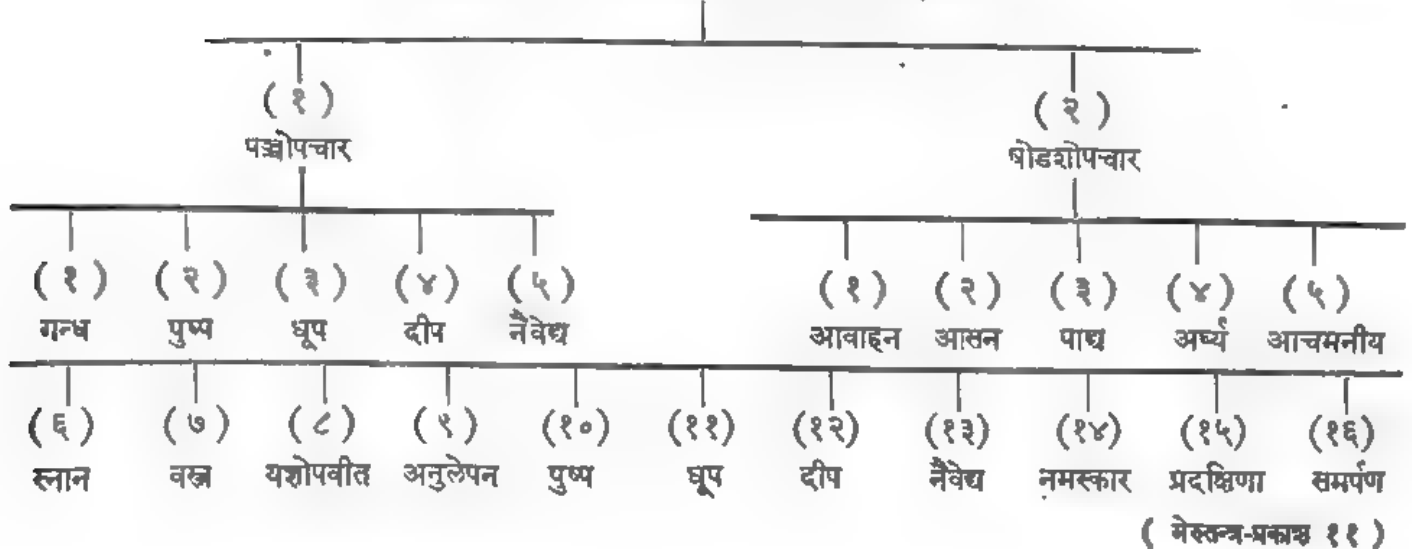 ( १ ) ( २ )
पञ्चोपचार षोडशोपचार
( १ ) ( २ ) ( ३ ) ( ४ ) ( ५ ) ( १ ) ( २ ) ( ३ ) ( ४ ) ( ५ )
गन्ध पुष्प धूप दीप नैवेद्य आवाहन आसन पाद्य अर्घ्य आचमनीय
( ६ ) ( ७ ) ( ८ ) ( ९ ) (१०) (११) (१२) (१३) (१४) (१५) (१६)
स्नान वस्त्र यज्ञोपवीत अनुलेपन पुष्प धूप दीप नैवेद्य नमस्कार प्रदक्षिणा समर्पण
( मेरुतन्त्र-प्रकाश ११ )